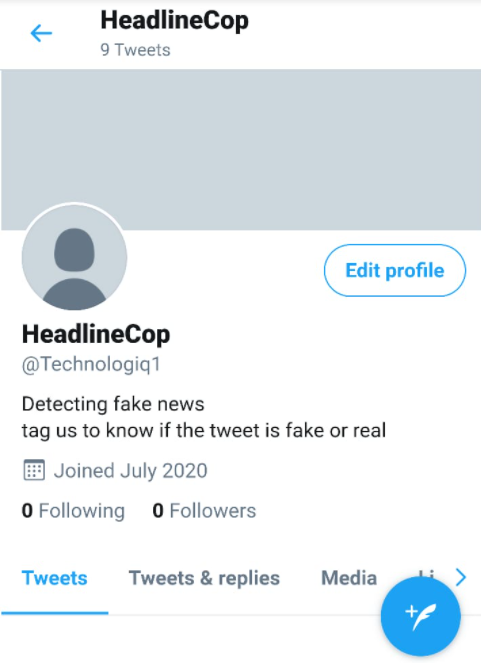 HeadlineCop
9 Tweets
Edit profile
HeadlineCop
@Technologiq1
Detecting fake news
tag us to know if the tweet is fake or real
Joined July 2020
0 Following 0 Followers
Tweets Tweets & replies Media